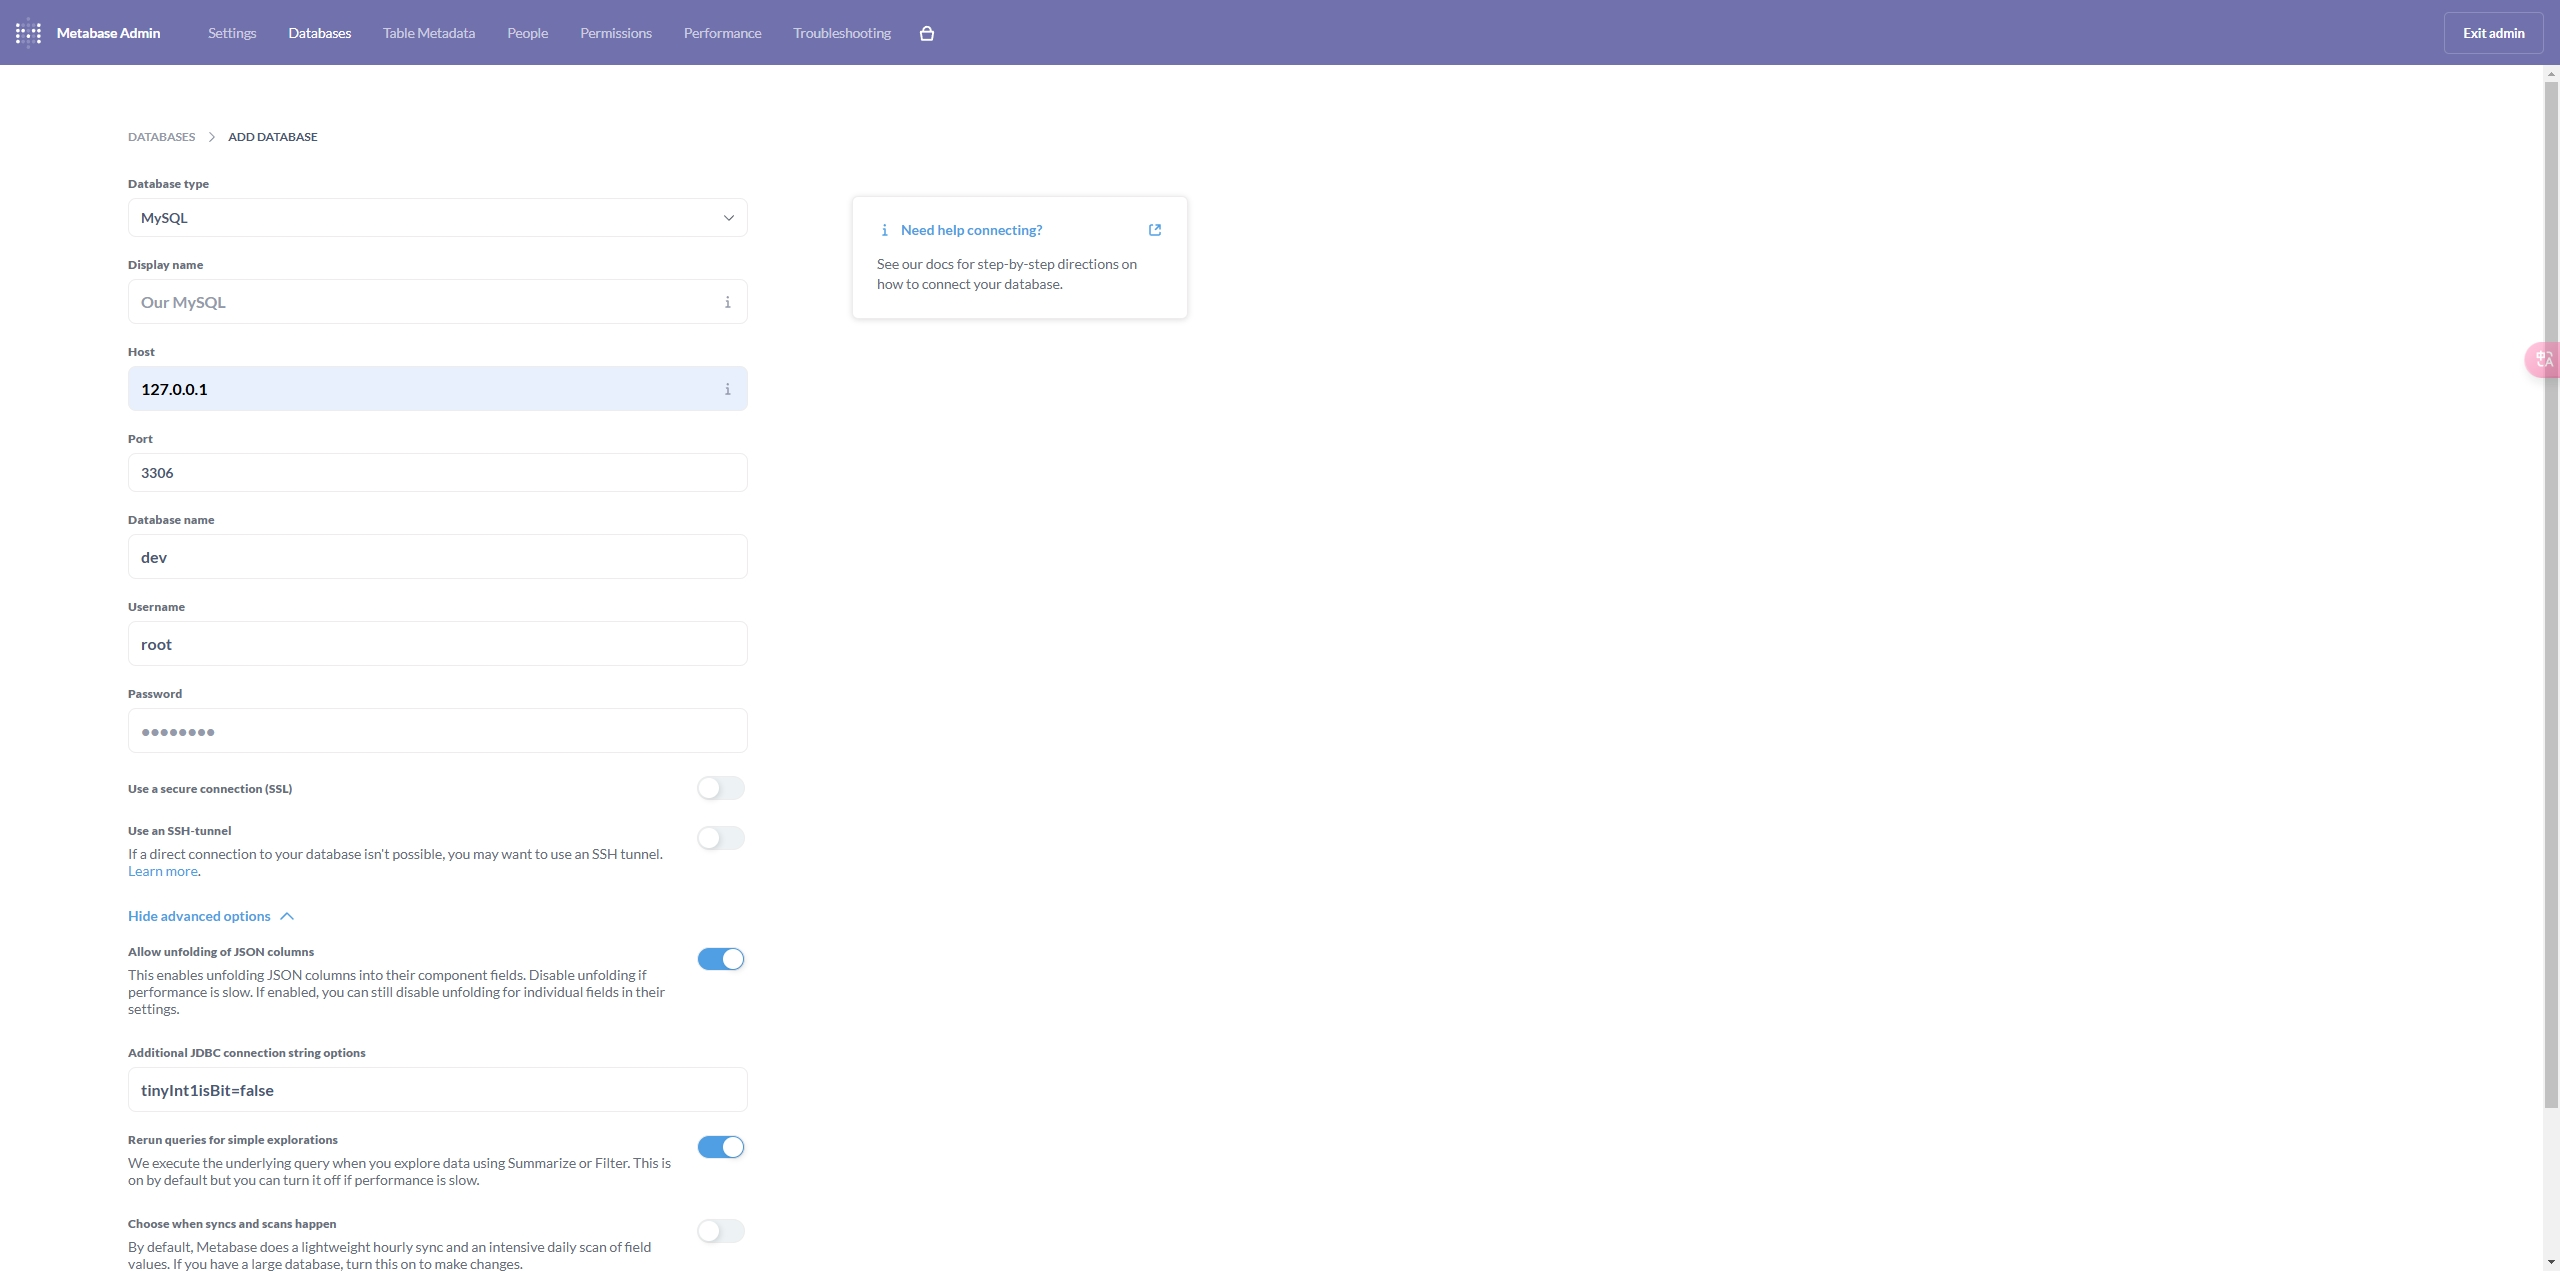 Metabase Admin
Settings
Databases
Table Metadata
People
Permissions
Performance
Troubleshooting
Exit admin
DATABASES
ADD DATABASE
Database type
MySQL
Display name
Our MySQL
Host
127.0.0.1
Port
3306
Database name
dev
Username
root
Password
●●●●●●●●
Use a secure connection (SSL)
Use an SSH-tunnel
If a direct connection to your database isn't possible, you may want to use an SSH tunnel.
Learn more.
Hide advanced options
Allow unfolding of JSON columns
This enables unfolding JSON columns into their component fields. Disable unfolding if
performance is slow. If enabled, you can still disable unfolding for individual fields in their
settings.
Additional JDBC connection string options
tinyInt1isBit=false
Rerun queries for simple explorations
We execute the underlying query when you explore data using Summarize or Filter. This is
on by default but you can turn it off if performance is slow.
Choose when syncs and scans happen
By default, Metabase does a lightweight hourly sync and an intensive daily scan of field
values. If you have a large database, turn this on to make changes.
Need help connecting?
See our docs for step-by-step directions on
how to connect your database.